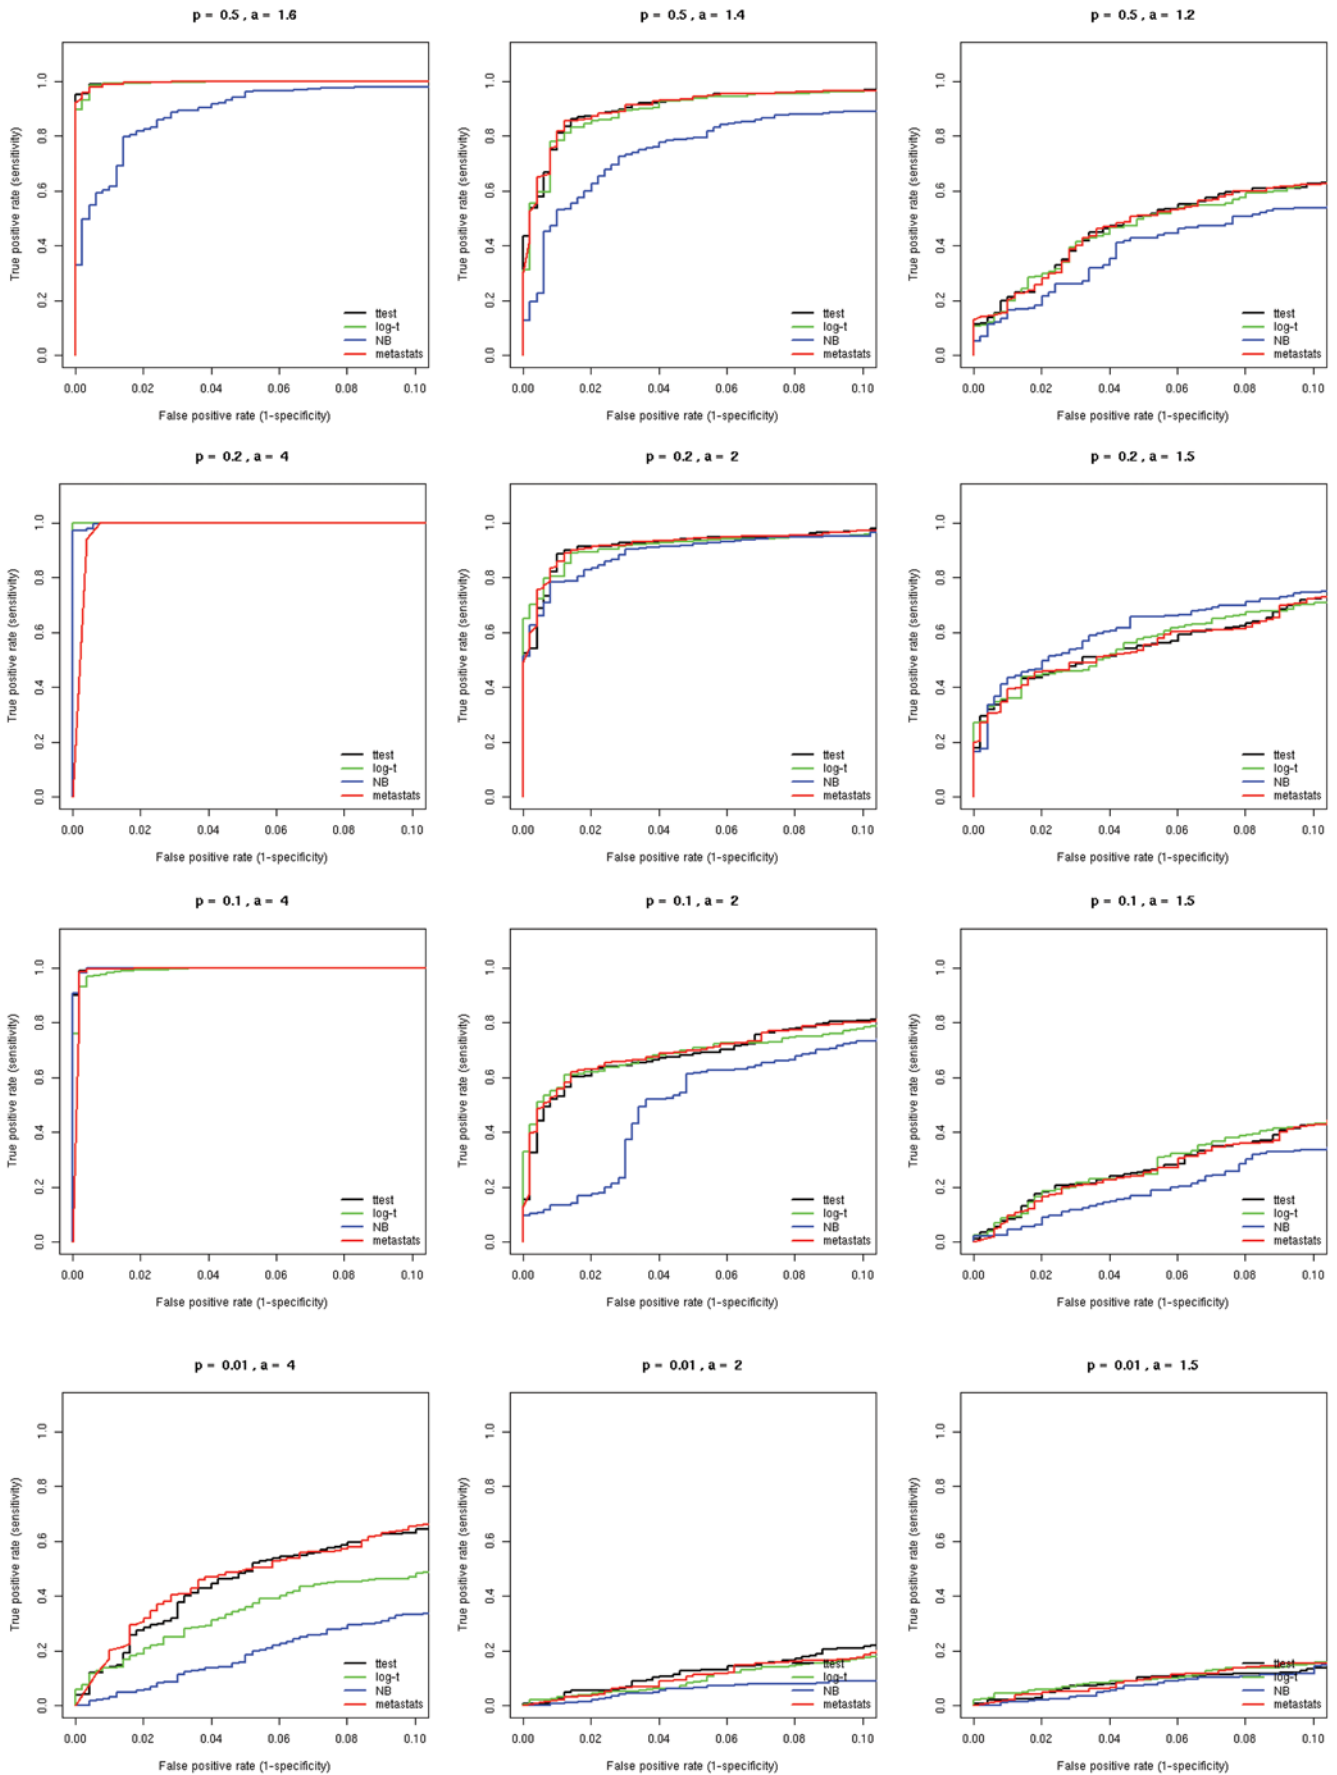 p = 0.5 , a = 1.6
True positive rate (sensitivity)
0.0 0.2 0.4 0.6 0.8 1.0
ttest
log-t
NB
metastats
0.00 0.02 0.04 0.06 0.08 0.10
False positive rate (1-specificity)
p = 0.5 , a = 1.4
True positive rate (sensitivity)
0.0 0.2 0.4 0.6 0.8 1.0
ttest
log-t
NB
metastats
0.00 0.02 0.04 0.06 0.08 0.10
False positive rate (1-specificity)
p = 0.5 , a = 1.2
True positive rate (sensitivity)
0.0 0.2 0.4 0.6 0.8 1.0
ttest
log-t
NB
metastats
0.00 0.02 0.04 0.06 0.08 0.10
False positive rate (1-specificity)
p = 0.2 , a = 4
True positive rate (sensitivity)
0.0 0.2 0.4 0.6 0.8 1.0
ttest
log-t
NB
metastats
0.00 0.02 0.04 0.06 0.08 0.10
False positive rate (1-specificity)
p = 0.2 , a = 2
True positive rate (sensitivity)
0.0 0.2 0.4 0.6 0.8 1.0
ttest
log-t
NB
metastats
0.00 0.02 0.04 0.06 0.08 0.10
False positive rate (1-specificity)
p = 0.2 , a = 1.5
True positive rate (sensitivity)
0.0 0.2 0.4 0.6 0.8 1.0
ttest
log-t
NB
metastats
0.00 0.02 0.04 0.06 0.08 0.10
False positive rate (1-specificity)
p = 0.1 , a = 4
True positive rate (sensitivity)
0.0 0.2 0.4 0.6 0.8 1.0
ttest
log-t
NB
metastats
0.00 0.02 0.04 0.06 0.08 0.10
False positive rate (1-specificity)
p = 0.1 , a = 2
True positive rate (sensitivity)
0.0 0.2 0.4 0.6 0.8 1.0
ttest
log-t
NB
metastats
0.00 0.02 0.04 0.06 0.08 0.10
False positive rate (1-specificity)
p = 0.1 , a = 1.5
True positive rate (sensitivity)
0.0 0.2 0.4 0.6 0.8 1.0
ttest
log-t
NB
metastats
0.00 0.02 0.04 0.06 0.08 0.10
False positive rate (1-specificity)
p = 0.01 , a = 4
True positive rate (sensitivity)
0.0 0.2 0.4 0.6 0.8 1.0
ttest
log-t
NB
metastats
0.00 0.02 0.04 0.06 0.08 0.10
False positive rate (1-specificity)
p = 0.01 , a = 2
True positive rate (sensitivity)
0.0 0.2 0.4 0.6 0.8 1.0
ttest
log-t
NB
metastats
0.00 0.02 0.04 0.06 0.08 0.10
False positive rate (1-specificity)
p = 0.01 , a = 1.5
True positive rate (sensitivity)
0.0 0.2 0.4 0.6 0.8 1.0
ttest
log-t
NB
metastats
0.00 0.02 0.04 0.06 0.08 0.10
False positive rate (1-specificity)